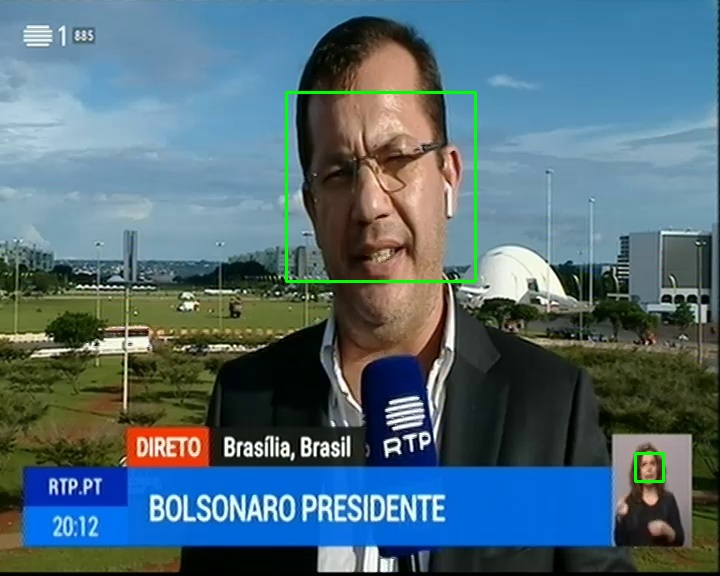 1 885
RTP
DIRETO Brasília, Brasil
RTP.PT
BOLSONARO PRESIDENTE
20:12